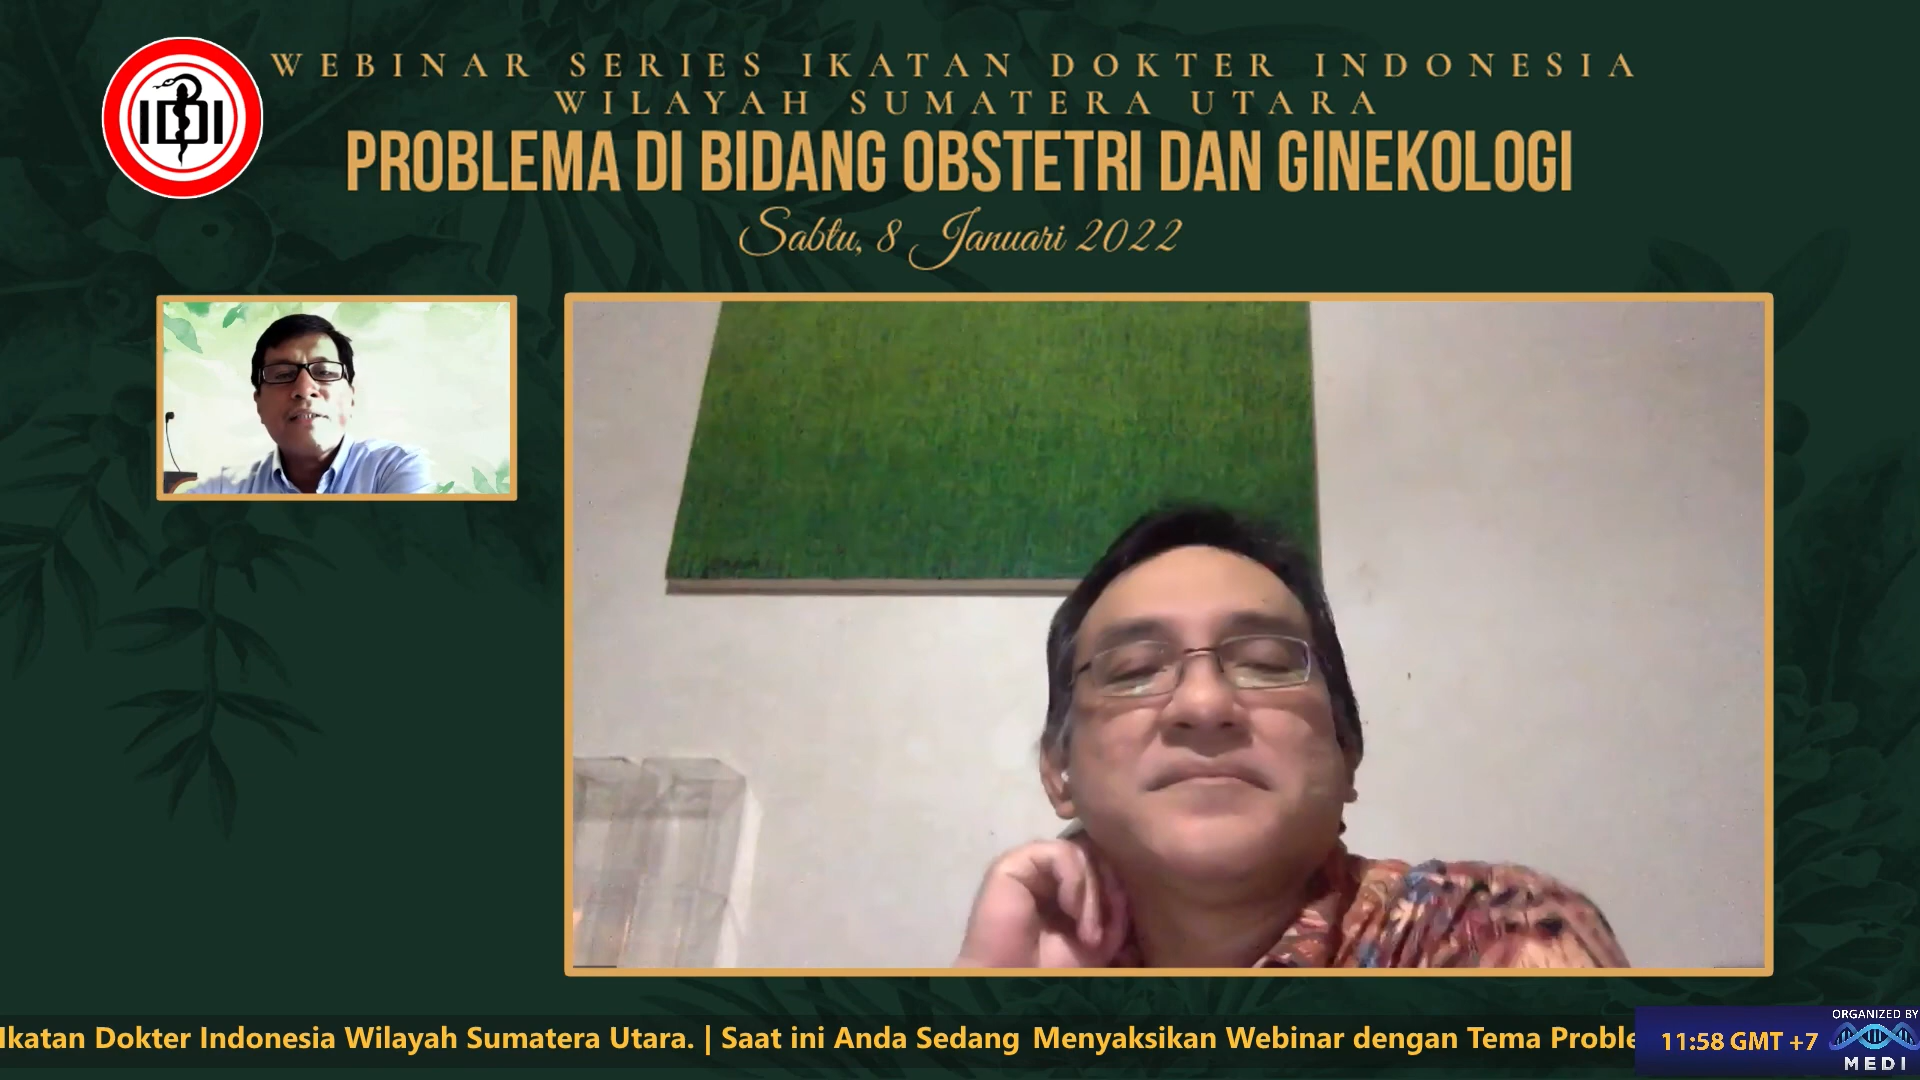 IDI
WEBINAR SERIES IKATAN DOKTER INDONESIA
WILAYAH SUMATERA UTARA
PROBLEMA DI BIDANG OBSTETRI DAN GINEKOLOGI
Sabtu, 8 Januari 2022
Ikatan Dokter Indonesia Wilayah Sumatera Utara. | Saat ini Anda Sedang Menyaksikan Webinar dengan Tema Proble
11:58 GMT +7
ORGANIZED BY
MEDI